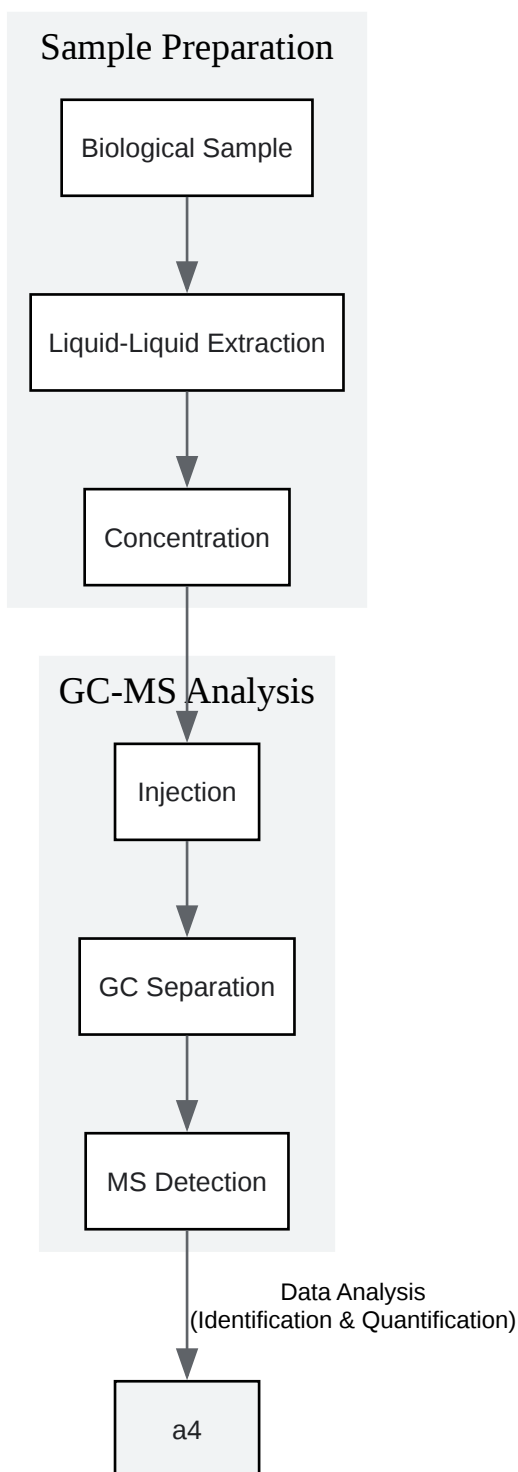 Sample Preparation
Biological Sample
Liquid-Liquid Extraction
Concentration
GC-MS Analysis
Injection
GC Separation
MS Detection
Data Analysis
(Identification & Quantification)
a4